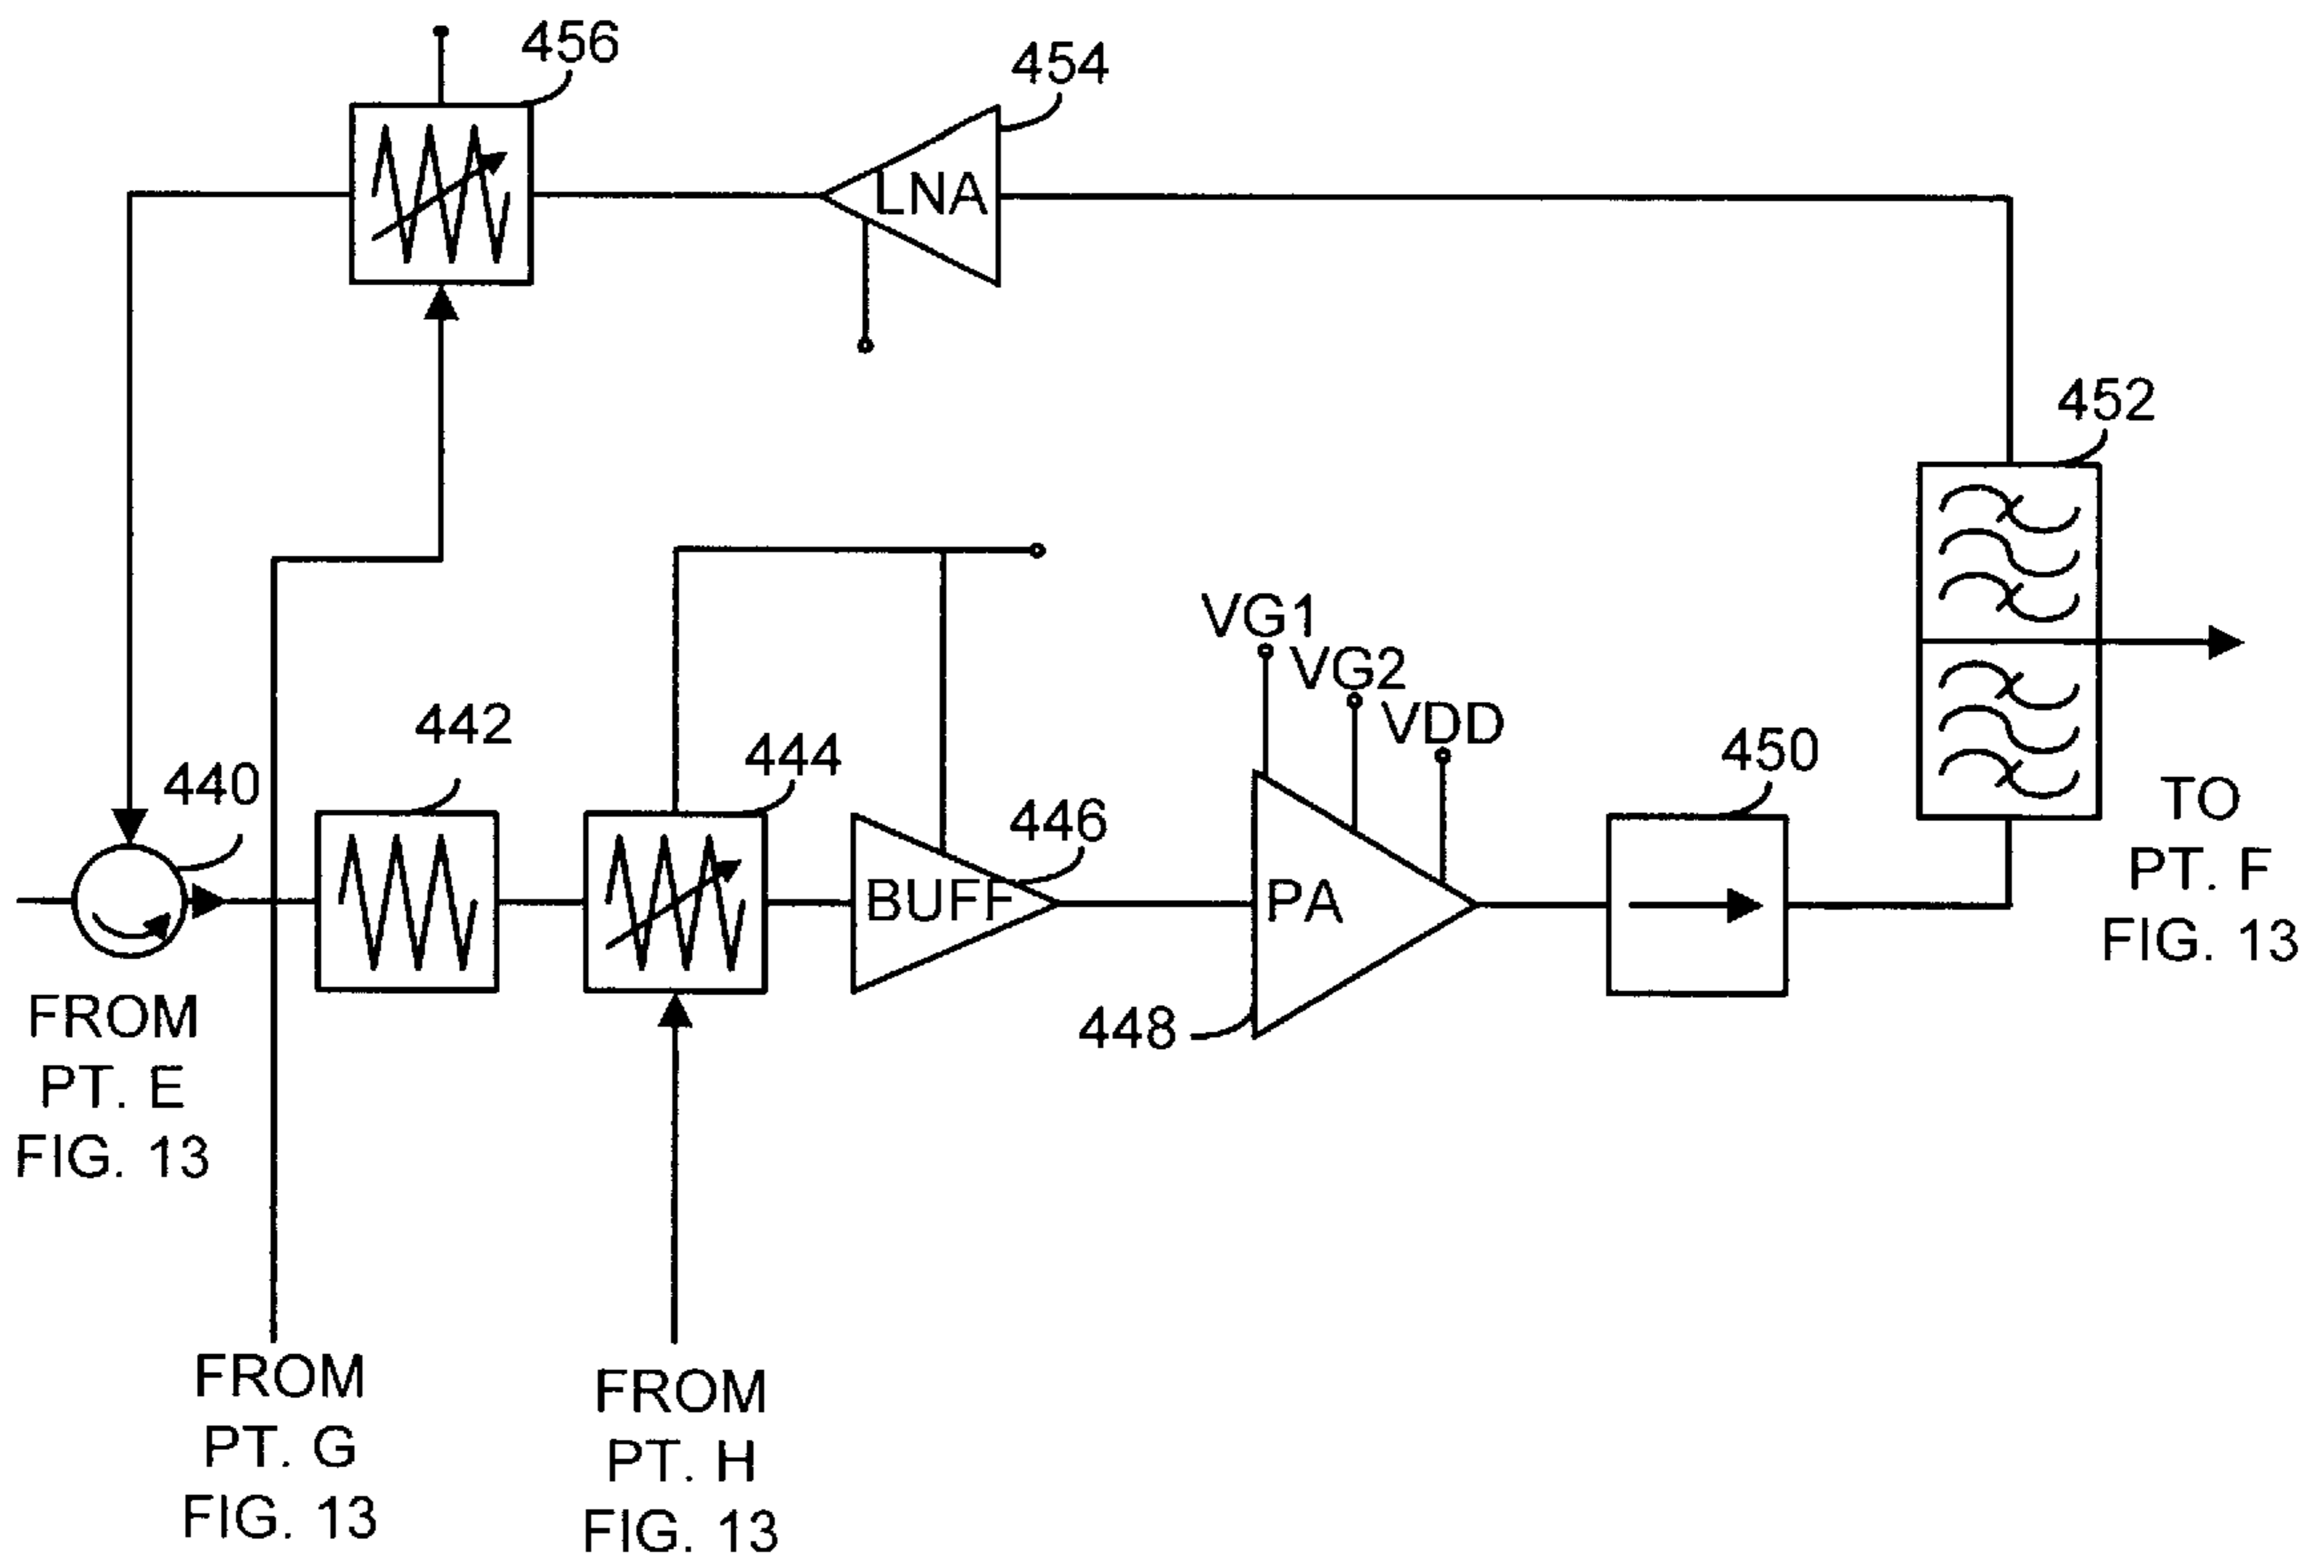 456
454
LNA
452
VG1
VG2
VDD
442
444
450
440
446
BUFF
PA
448
TO
PT. F
FIG. 13
FROM
PT. E
FIG. 13
FROM
PT. G
FIG. 13
FROM
PT. H
FIG. 13